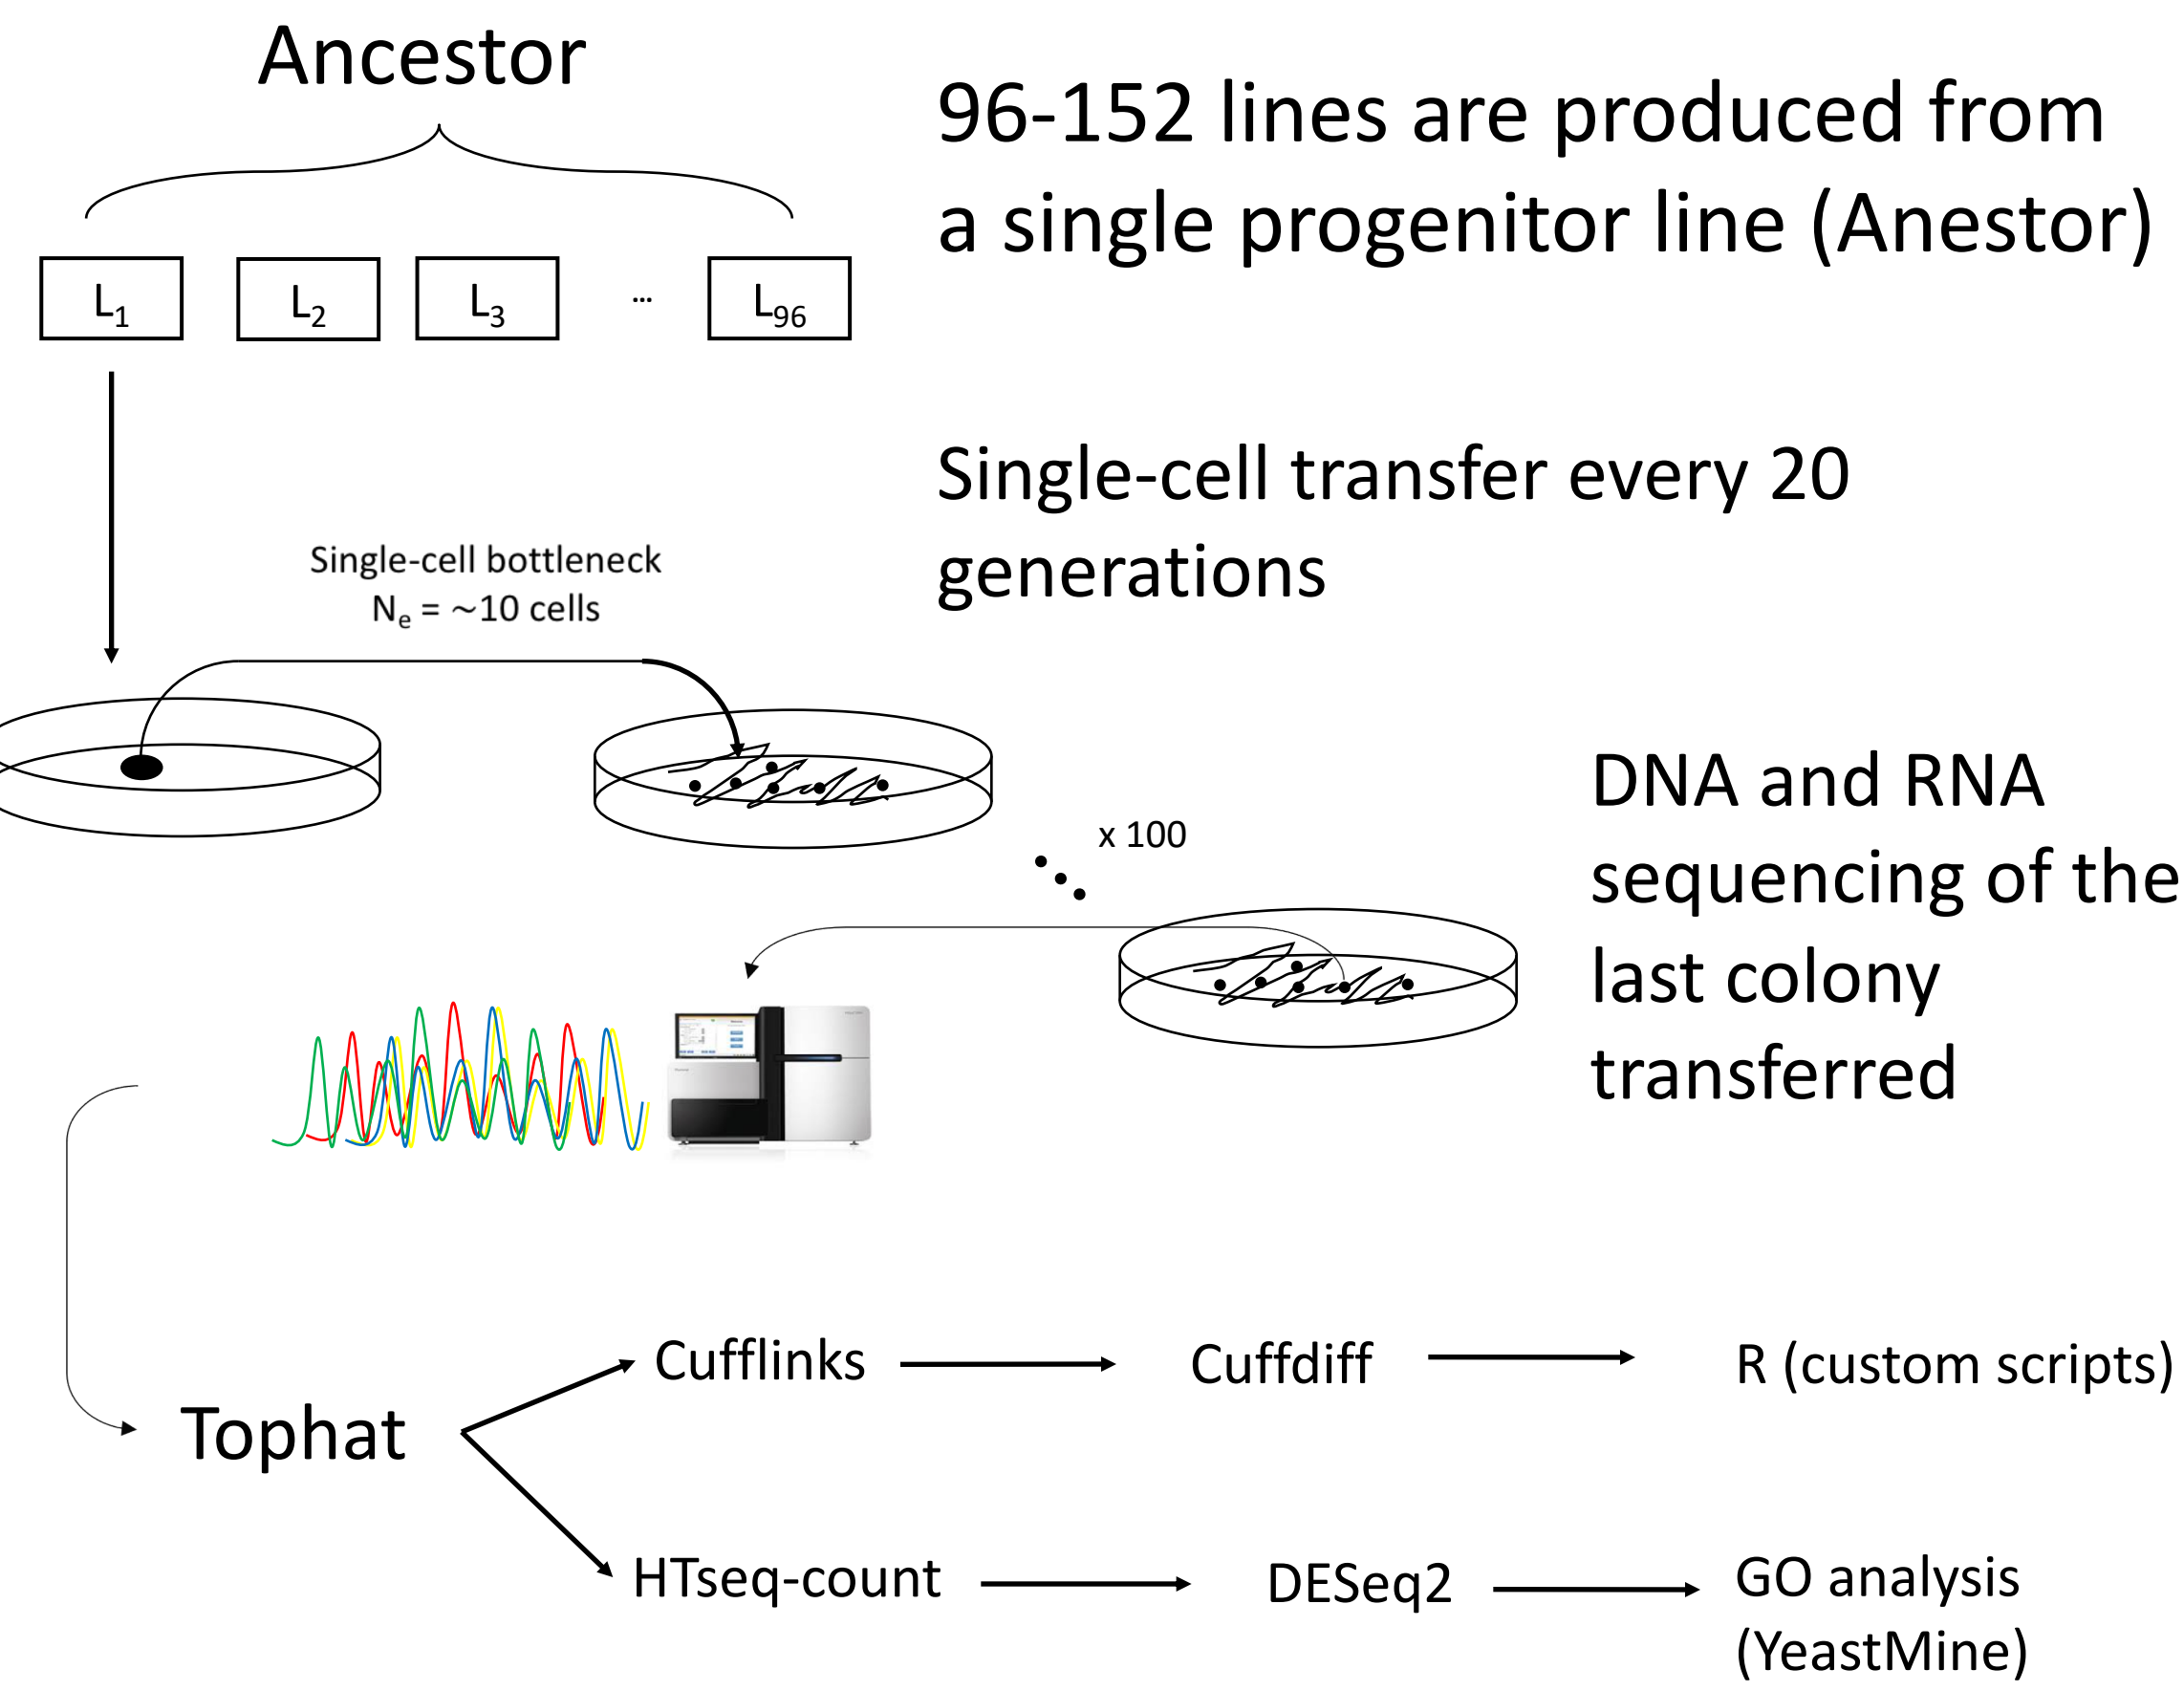 Ancestor
96-152 lines are produced from
a single progenitor line (Anestor)
L1
L2
L3
...
L96
Single-cell transfer every 20
generations
Single-cell bottleneck
Ne = ~10 cells
x 100
DNA and RNA
sequencing of the
last colony
transferred
Tophat
Cufflinks
Cuffdiff
R (custom scripts)
HTseq-count
DESeq2
GO analysis
(YeastMine)